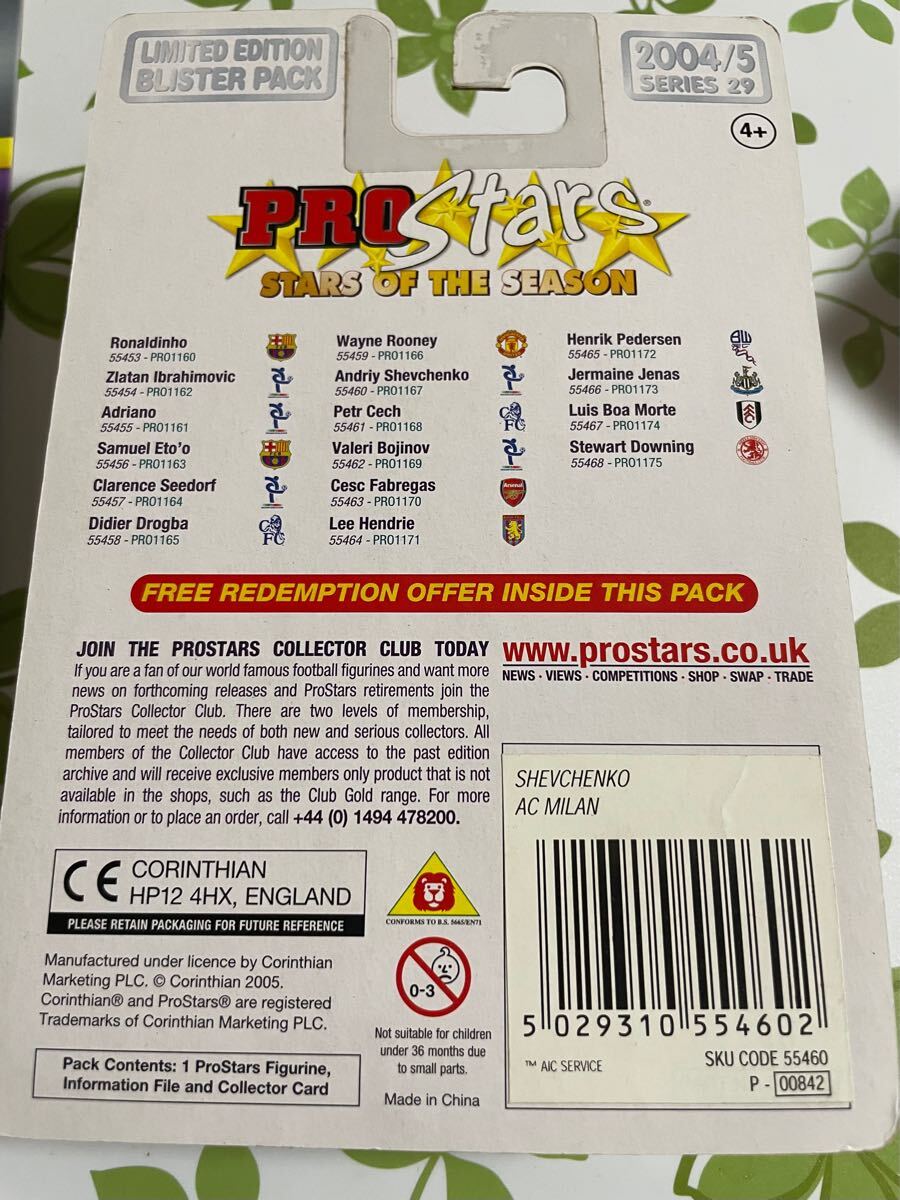 LIMITED EDITION
BLISTER PACK
2004/5
SERIES 29
4+
PROStars®
STARS OF THE SEASON
Ronaldinho
55453 - PRO1160
Zlatan Ibrahimovic
55454 - PRO1162
Adriano
55455 - PRO1161
Samuel Eto'o
55456 - PRO1163
Clarence Seedorf
55457 - PRO1164
Didier Drogba
55458 - PRO1165
Wayne Rooney
55459 - PRO1166
Andriy Shevchenko
55460 - PRO1167
Petr Cech
55461 - PRO1168
Valeri Bojinov
55462 - PRO1169
Cesc Fabregas
55463 - PRO1170
Arsenal
Lee Hendrie
55464 - PRO1171
Henrik Pedersen
55465 - PRO1172
Jermaine Jenas
55466 - PRO1173
Luis Boa Morte
55467 - PRO1174
Stewart Downing
55468 - PRO1175
FREE REDEMPTION OFFER INSIDE THIS PACK
JOIN THE PROSTARS COLLECTOR CLUB TODAY
If you are a fan of our world famous football figurines and want more
news on forthcoming releases and ProStars retirements join the
ProStars Collector Club. There are two levels of membership,
tailored to meet the needs of both new and serious collectors. All
members of the Collector Club have access to the past edition
archive and will receive exclusive members only product that is not
available in the shops, such as the Club Gold range. For more
information or to place an order, call +44 (0) 1494 478200.
www.prostars.co.uk
NEWS · VIEWS · COMPETITIONS · SHOP · SWAP · TRADE
SHEVCHENKO
AC MILAN
5 029310 554602
™ AIC SERVICE
SKU CODE 55460
P - 00842
CE CORINTHIAN
HP12 4HX, ENGLAND
PLEASE RETAIN PACKAGING FOR FUTURE REFERENCE
CONFORMS TO B.S. 5665/EN71
Manufactured under licence by Corinthian
Marketing PLC. © Corinthian 2005.
Corinthian® and ProStars® are registered
Trademarks of Corinthian Marketing PLC.
0-3
Not suitable for children
under 36 months due
to small parts.
Pack Contents: 1 ProStars Figurine,
Information File and Collector Card
Made in China